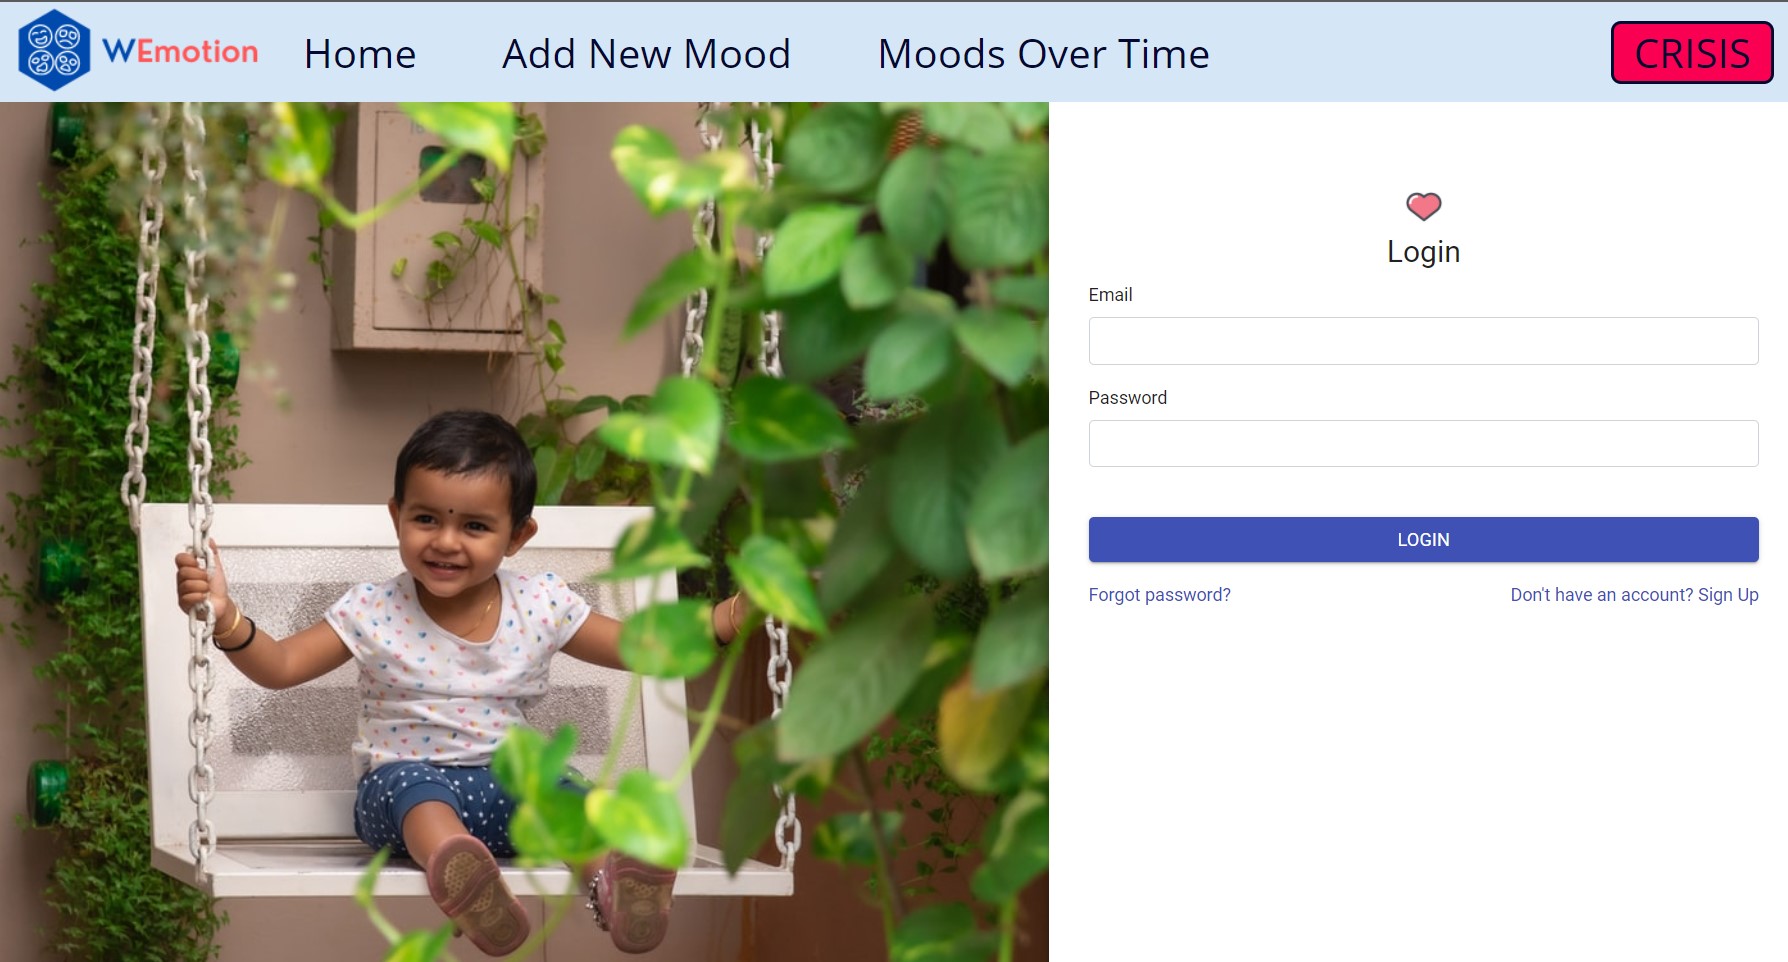 WEmotion
Home
Add New Mood
Moods Over Time
CRISIS
Login
Email
Password
LOGIN
Forgot password?
Don't have an account? Sign Up